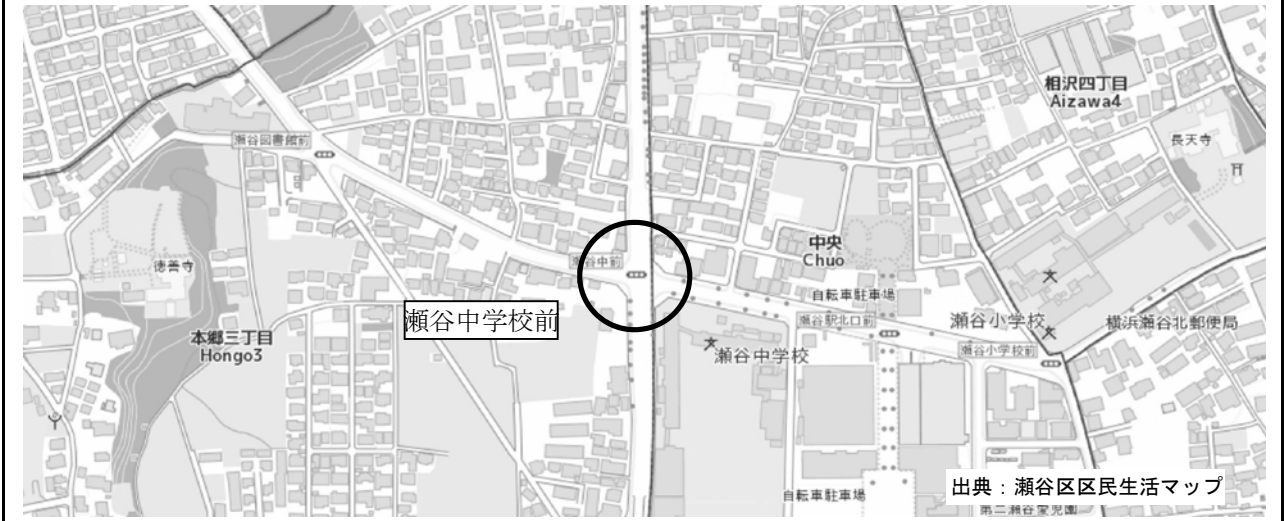 相沢四丁目
Aizawa4
長天寺
瀬谷図書館前
徳善寺
中央
Chuo
瀬谷中前
自転車駐車場
瀬谷駅北口前
瀬谷小学校
横浜瀬谷北郵便局
瀬谷中学校前
本郷三丁目
Hongo3
瀬谷中学校
瀬谷小学校前
出典：瀬谷区区民生活マップ
自転車駐車場
第二瀬谷愛児園